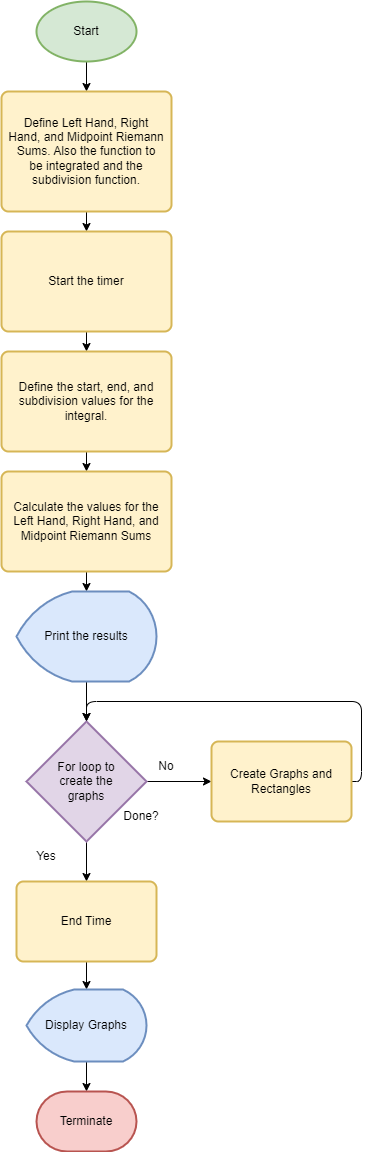 Start
Define Left Hand, Right
Hand, and Midpoint Riemann
Sums. Also the function to
be integrated and the
subdivision function.
Start the timer
Define the start, end, and
subdivision values for the
integral.
Calculate the values for the
Left Hand, Right Hand, and
Midpoint Riemann Sums
Print the results
For loop to
create the
graphs
No
Create Graphs and
Rectangles
Done?
Yes
End Time
Display Graphs
Terminate